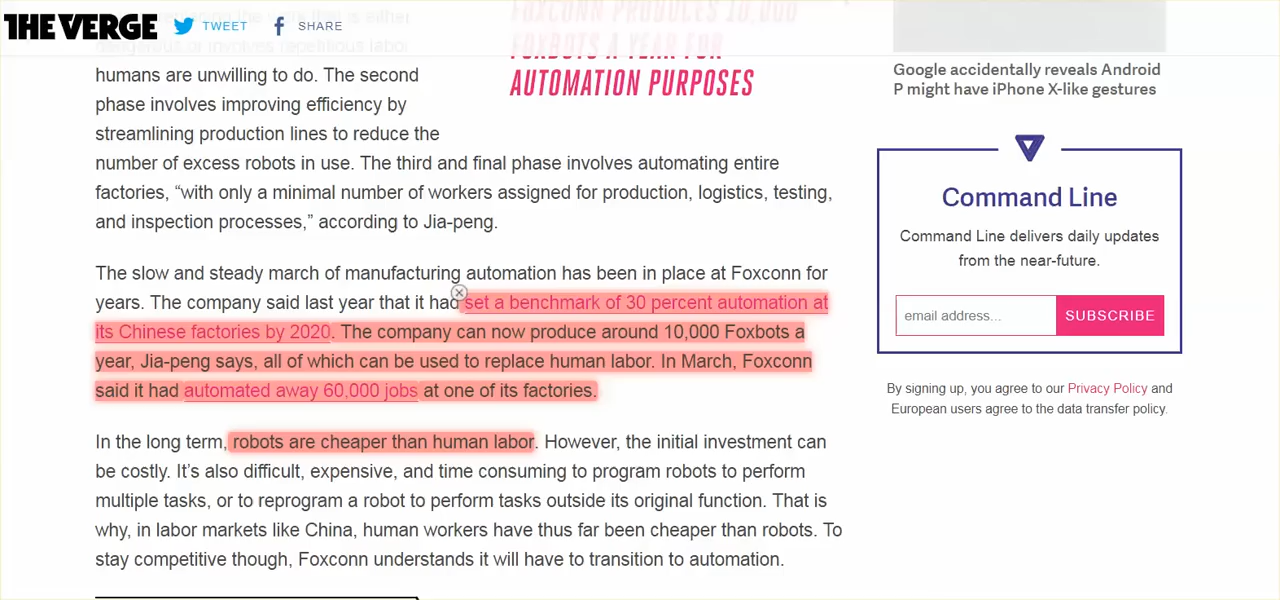 THE VERGE
TWEET
SHARE
dangerous or involves repetitious labor
humans are unwilling to do. The second
phase involves improving efficiency by
streamlining production lines to reduce the
number of excess robots in use. The third and final phase involves automating entire
factories, “with only a minimal number of workers assigned for production, logistics, testing,
and inspection processes,” according to Jia-peng.
FOXCONN PRODUCES 10,000
FOXBOTS A YEAR FOR
AUTOMATION PURPOSES
The slow and steady march of manufacturing automation has been in place at Foxconn for
years. The company said last year that it had set a benchmark of 30 percent automation at
its Chinese factories by 2020. The company can now produce around 10,000 Foxbots a
year, Jia-peng says, all of which can be used to replace human labor. In March, Foxconn
said it had automated away 60,000 jobs at one of its factories.
In the long term, robots are cheaper than human labor. However, the initial investment can
be costly. It’s also difficult, expensive, and time consuming to program robots to perform
multiple tasks, or to reprogram a robot to perform tasks outside its original function. That is
why, in labor markets like China, human workers have thus far been cheaper than robots. To
stay competitive though, Foxconn understands it will have to transition to automation.
Google accidentally reveals Android
P might have iPhone X-like gestures
Command Line
Command Line delivers daily updates
from the near-future.
email address...
SUBSCRIBE
By signing up, you agree to our Privacy Policy and
European users agree to the data transfer policy.